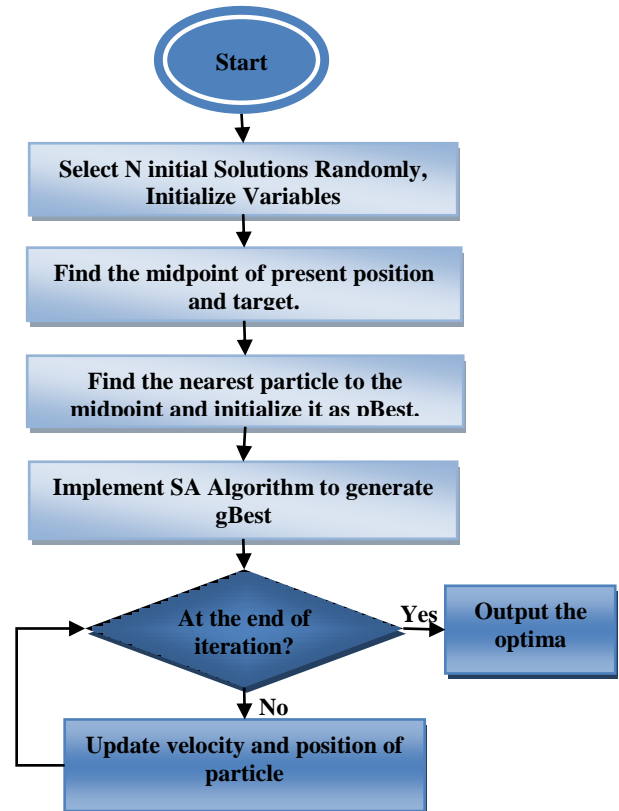 Start
Select N initial Solutions Randomly,
Initialize Variables
Find the midpoint of present position
and target.
Find the nearest particle to the
midpoint and initialize it as pBest.
Implement SA Algorithm to generate
gBest
At the end of
iteration?
Yes
Output the
optima
No
Update velocity and position of
particle